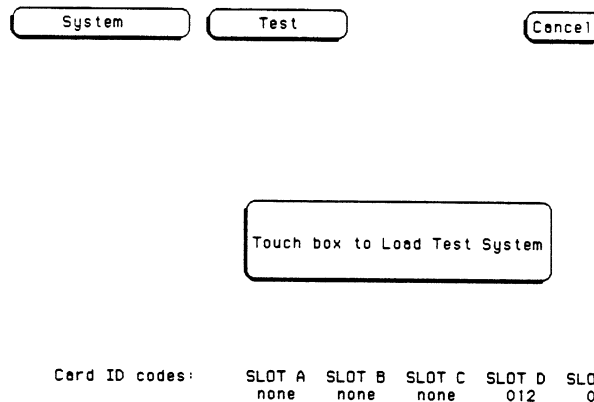 System Test Cancel
Touch box to Load Test System
Card ID codes: SLOT A SLOT B SLOT C SLOT D
none none none 012